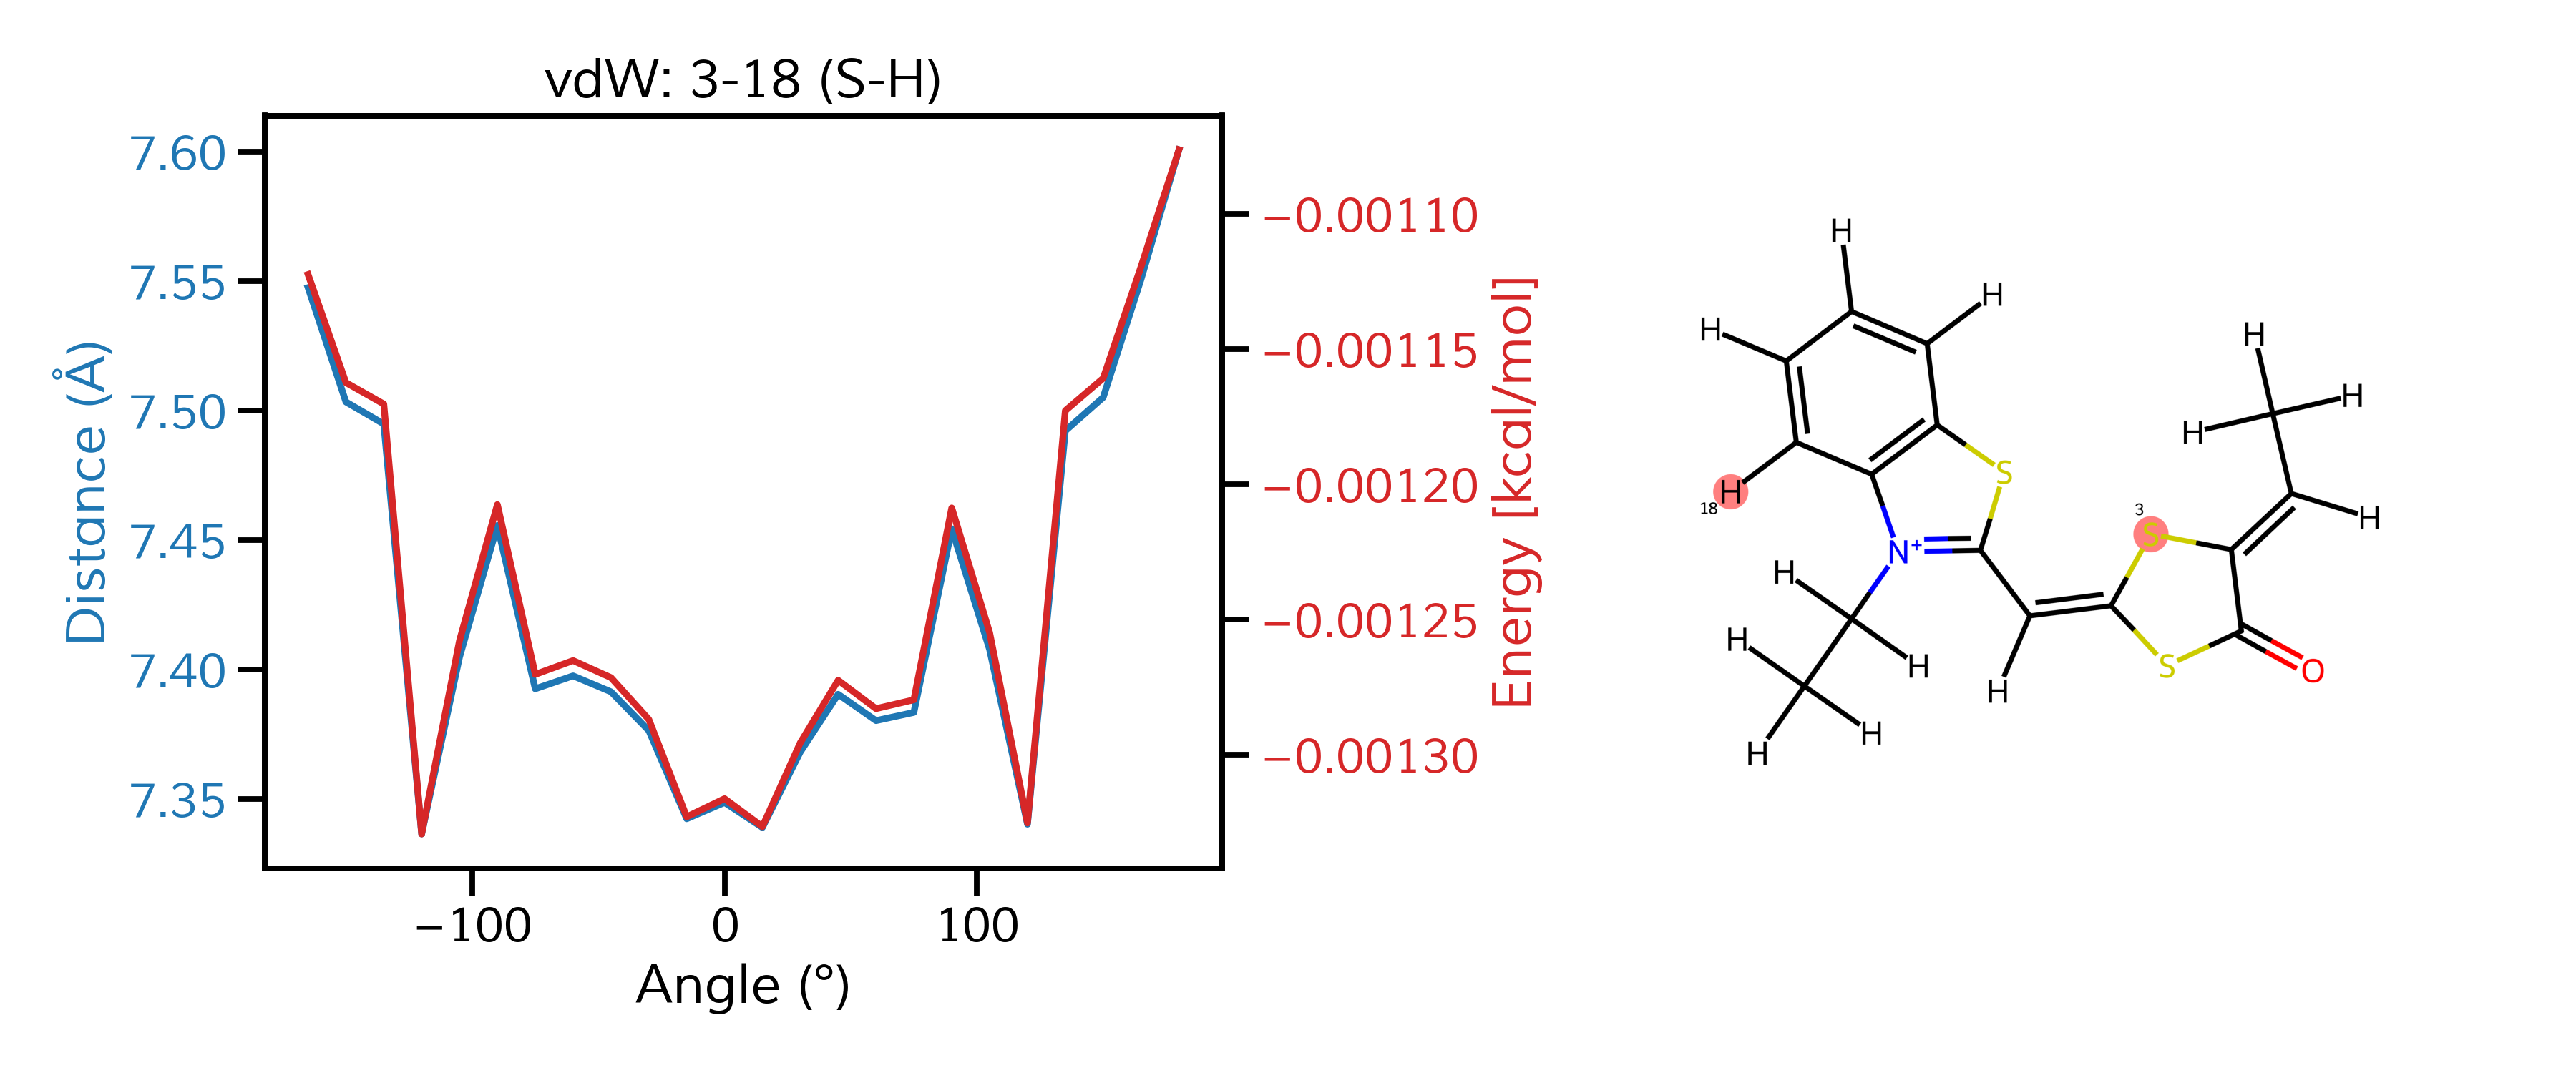 vdW: 3-18 (S-H)
Distance (Å)
7.60
7.55
7.50
7.45
7.40
7.35
−100
0
100
Angle (°)
−0.00110
−0.00115
−0.00120
−0.00125
−0.00130
Energy [kcal/mol]
H
H
H
H
H
H
H
S
H
18
3
S
H
N+
H
H
H
S
O
H
H
H